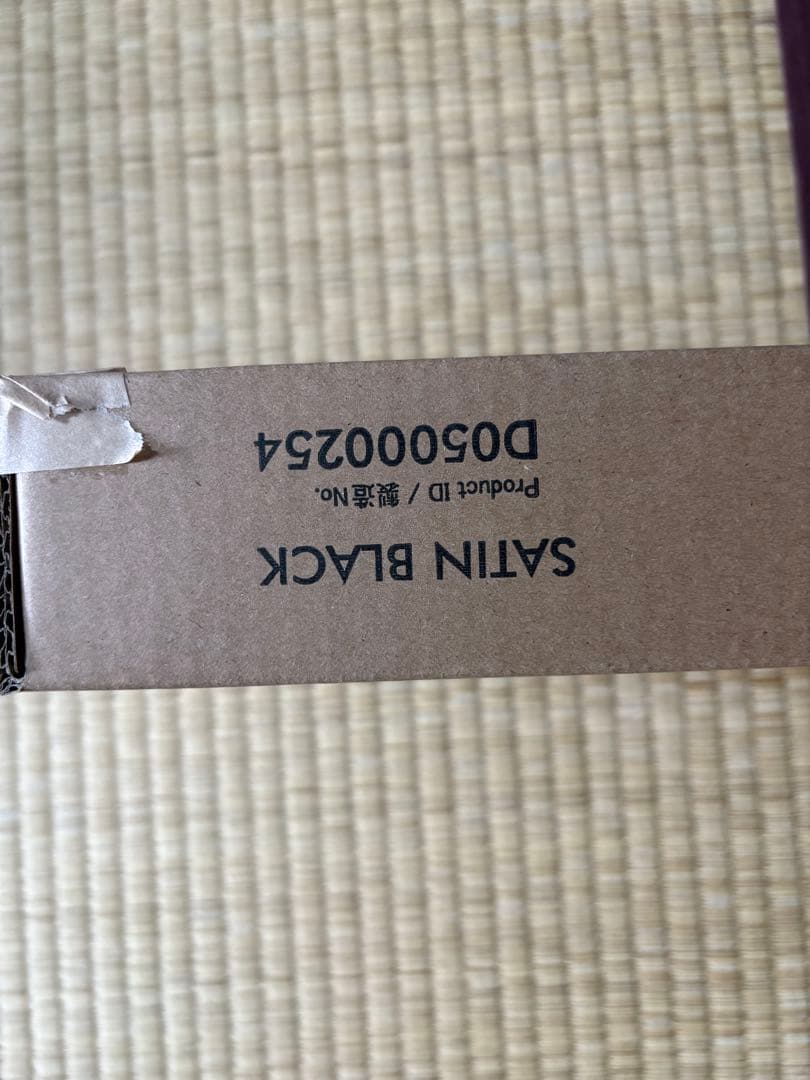 SATIN BLACK
Product ID / 製造No.
D05000254